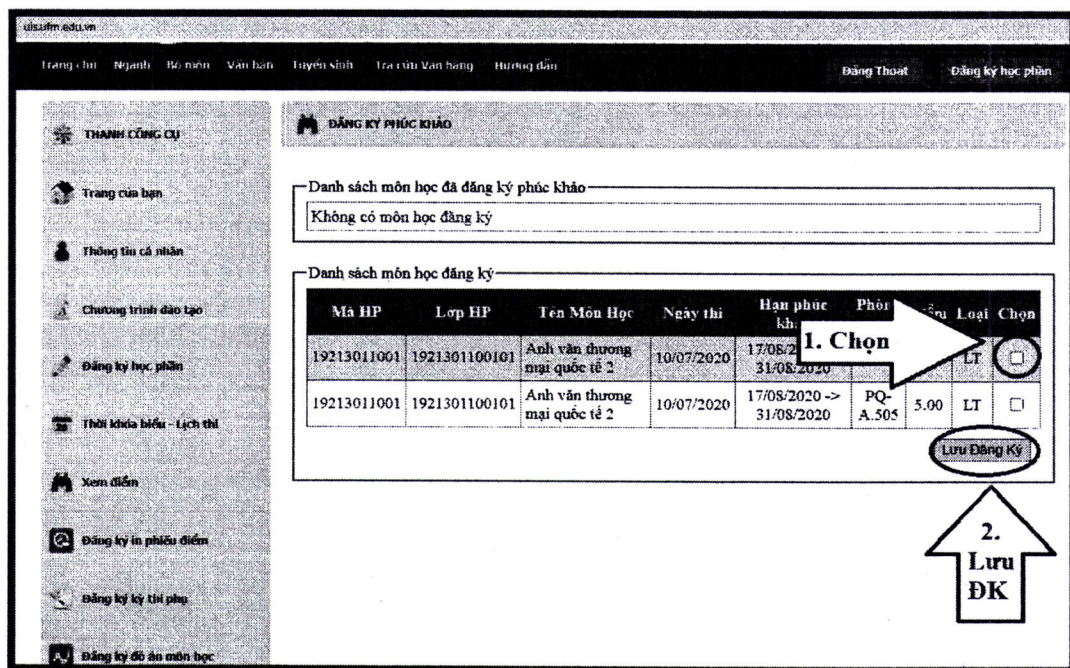 uis.ufm.edu.vn
Trang chủ Ngành Bộ môn Văn bản Tuyển sinh Tra cứu Văn bằng Hướng dẫn Đăng Thoát Đăng ký học phần
THANH CÔNG CỤ
Trang của bạn
Thông tin cá nhân
Chương trình đào tạo
Đăng ký học phần
Thời khóa biểu - Lịch thi
Xem điểm
Đăng ký in phiếu điểm
Đăng ký kỳ thi phụ
Đăng ký đồ án môn học
ĐĂNG KÝ PHÚC KHẢO
Danh sách môn học đã đăng ký phúc khảo
Không có môn học đăng ký
Danh sách môn học đăng ký
Mã HP Lớp HP Tên Môn Học Ngày thi Hạn phúc Loại Chọn
19213011001 1921301100101 Anh văn thương mại quốc tế 2 10/07/2020 31/08/2020 LT
19213011001 1921301100101 Anh văn thương mại quốc tế 2 10/07/2020 17/08/2020 -> 31/08/2020 PQ-A.505 5.00 LT
Lưu Đăng Ký
1. Chọn
2.
Lưu
ĐK